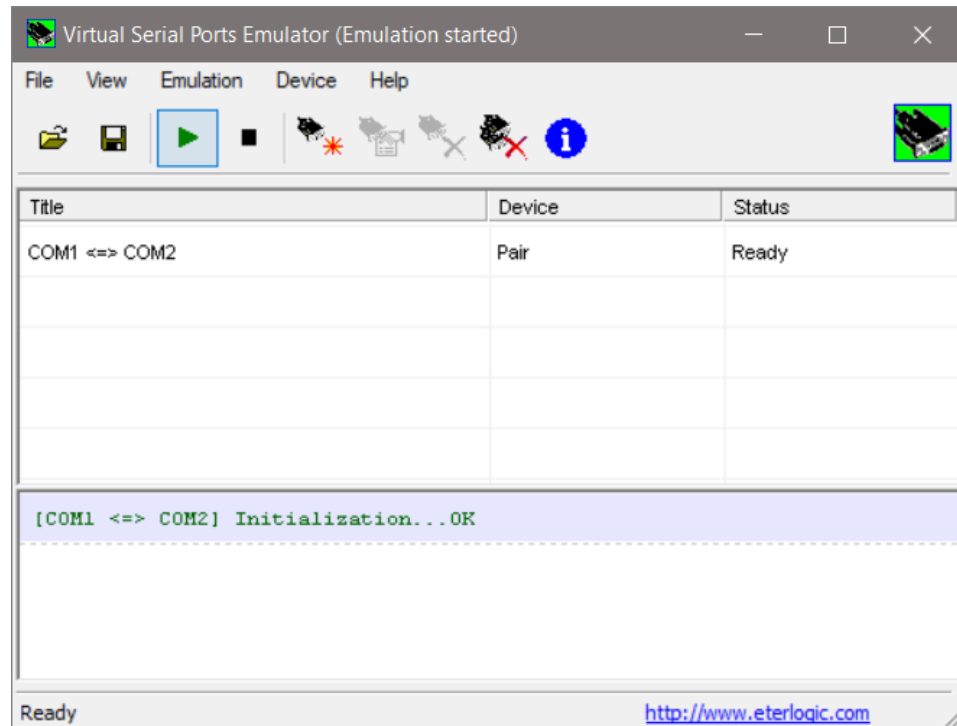 Virtual Serial Ports Emulator (Emulation started)
File View Emulation Device Help
Title Device Status
COM1 <=> COM2 Pair Ready
[COM1 <=> COM2] Initialization...OK
Ready http://www.eterlogic.com